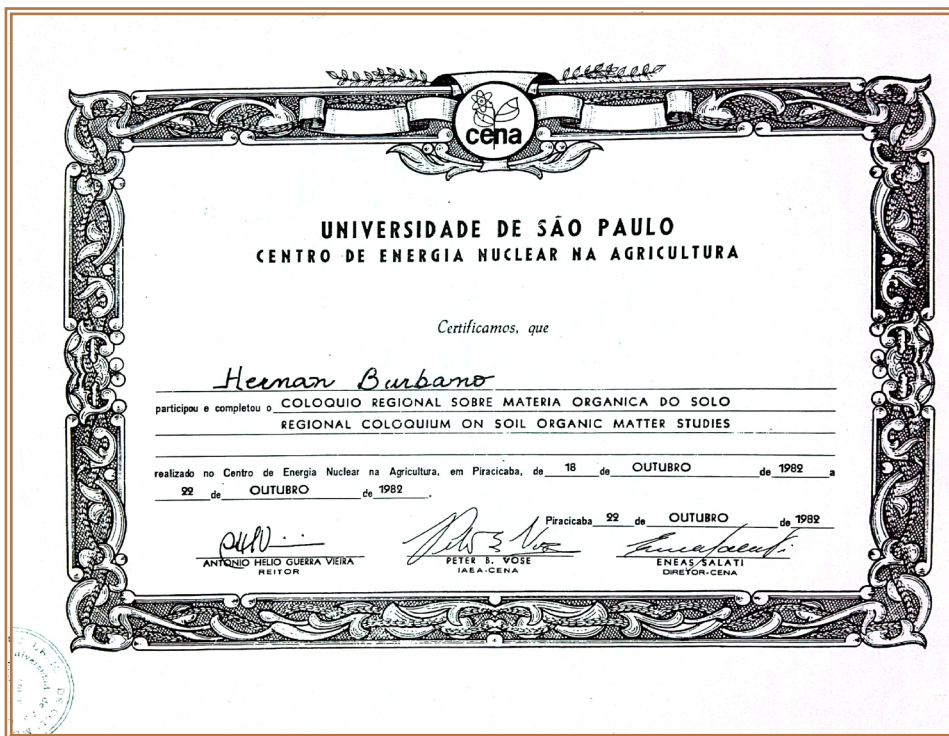 cena
UNIVERSIDADE DE SÃO PAULO
CENTRO DE ENERGIA NUCLEAR NA AGRICULTURA
Certificamos, que
Hernan Burbano
participou e completou o COLOQUIO REGIONAL SOBRE MATERIA ORGANICA DO SOLO
REGIONAL COLOQUIUM ON SOIL ORGANIC MATTER STUDIES
realizado no Centro de Energia Nuclear na Agricultura, em Piracicaba, de 18 de OUTUBRO de 1982 a
22 de OUTUBRO de 1982 .
Piracicaba 22 de OUTUBRO de 1982
ANTONIO HELIO GUERRA VIEIRA
REITOR
PETER B. VOSE
IAEA-CENA
ENEAS SALATI
DIRETOR-CENA